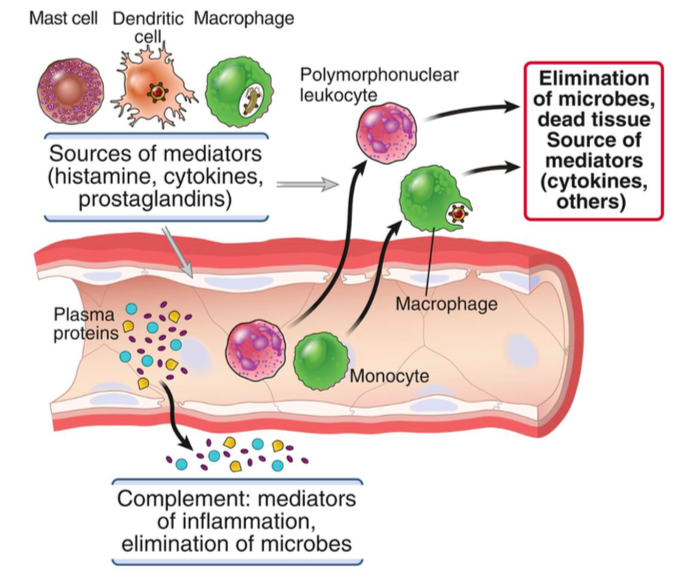 Mast cell
Dendritic
cell
Macrophage
Polymorphonuclear
leukocyte
Elimination
of microbes,
dead tissue
Source of
mediators
(cytokines,
others)
Sources of mediators
(histamine, cytokines,
prostaglandins)
Plasma
proteins
Macrophage
Monocyte
Complement: mediators
of inflammation,
elimination of microbes